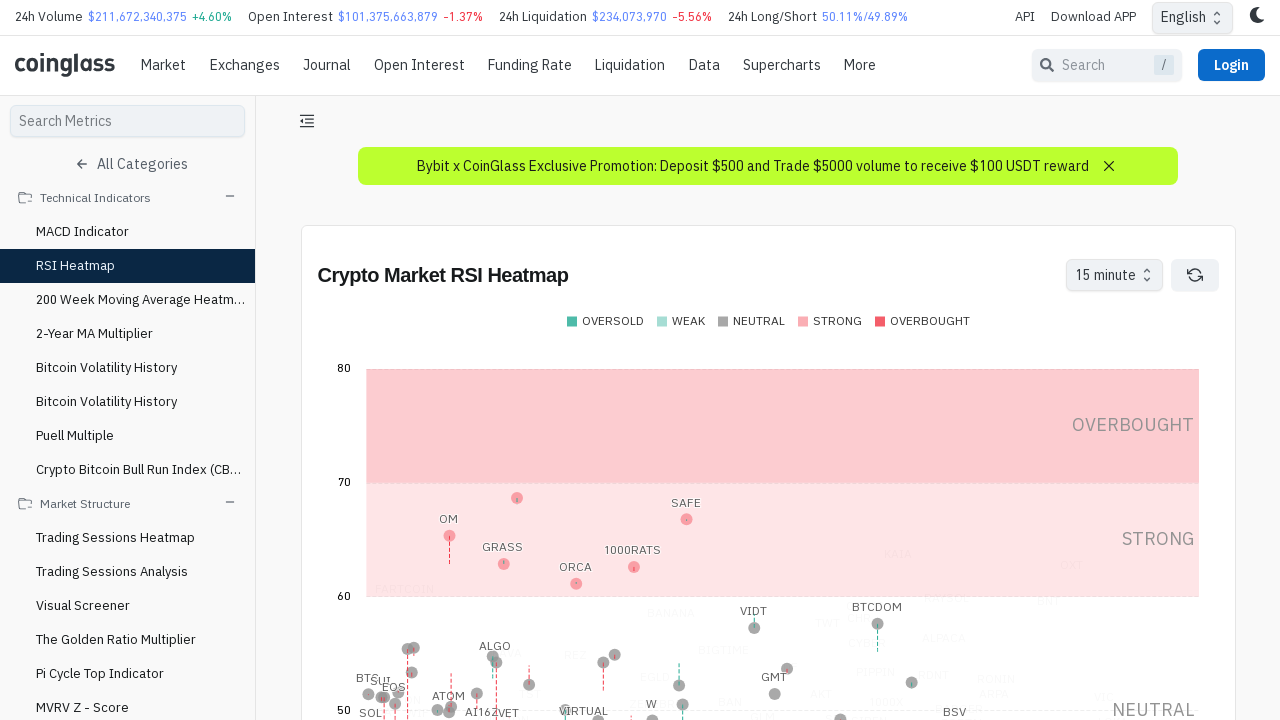 24h Volume $211,672,340,375 +4.60% Open Interest $101,375,663,879 -1.37% 24h Liquidation $234,073,970 -5.56% 24h Long/Short 50.11%/49.89% API Download APP English
coinglass Market Exchanges Journal Open Interest Funding Rate Liquidation Data Supercharts More Search / Login
Search Metrics
All Categories
Technical Indicators
MACD Indicator
RSI Heatmap
200 Week Moving Average Heatm...
2-Year MA Multiplier
Bitcoin Volatility History
Bitcoin Volatility History
Puell Multiple
Crypto Bitcoin Bull Run Index (CB...
Market Structure
Trading Sessions Heatmap
Trading Sessions Analysis
Visual Screener
The Golden Ratio Multiplier
Pi Cycle Top Indicator
MVRV Z - Score
Bybit x CoinGlass Exclusive Promotion: Deposit $500 and Trade $5000 volume to receive $100 USDT reward
Crypto Market RSI Heatmap
15 minute
OVERSOLD WEAK NEUTRAL STRONG OVERBOUGHT
80
OVERBOUGHT
70
SAFE
OM
STRONG
GRASS 1000RATS
ORCA
60
VIDT BTCDOM
ALGO
BTC GMT
EOS
ATOM
W
SOL AI16Z VET VIRTUAL BSV
50 NEUTRAL